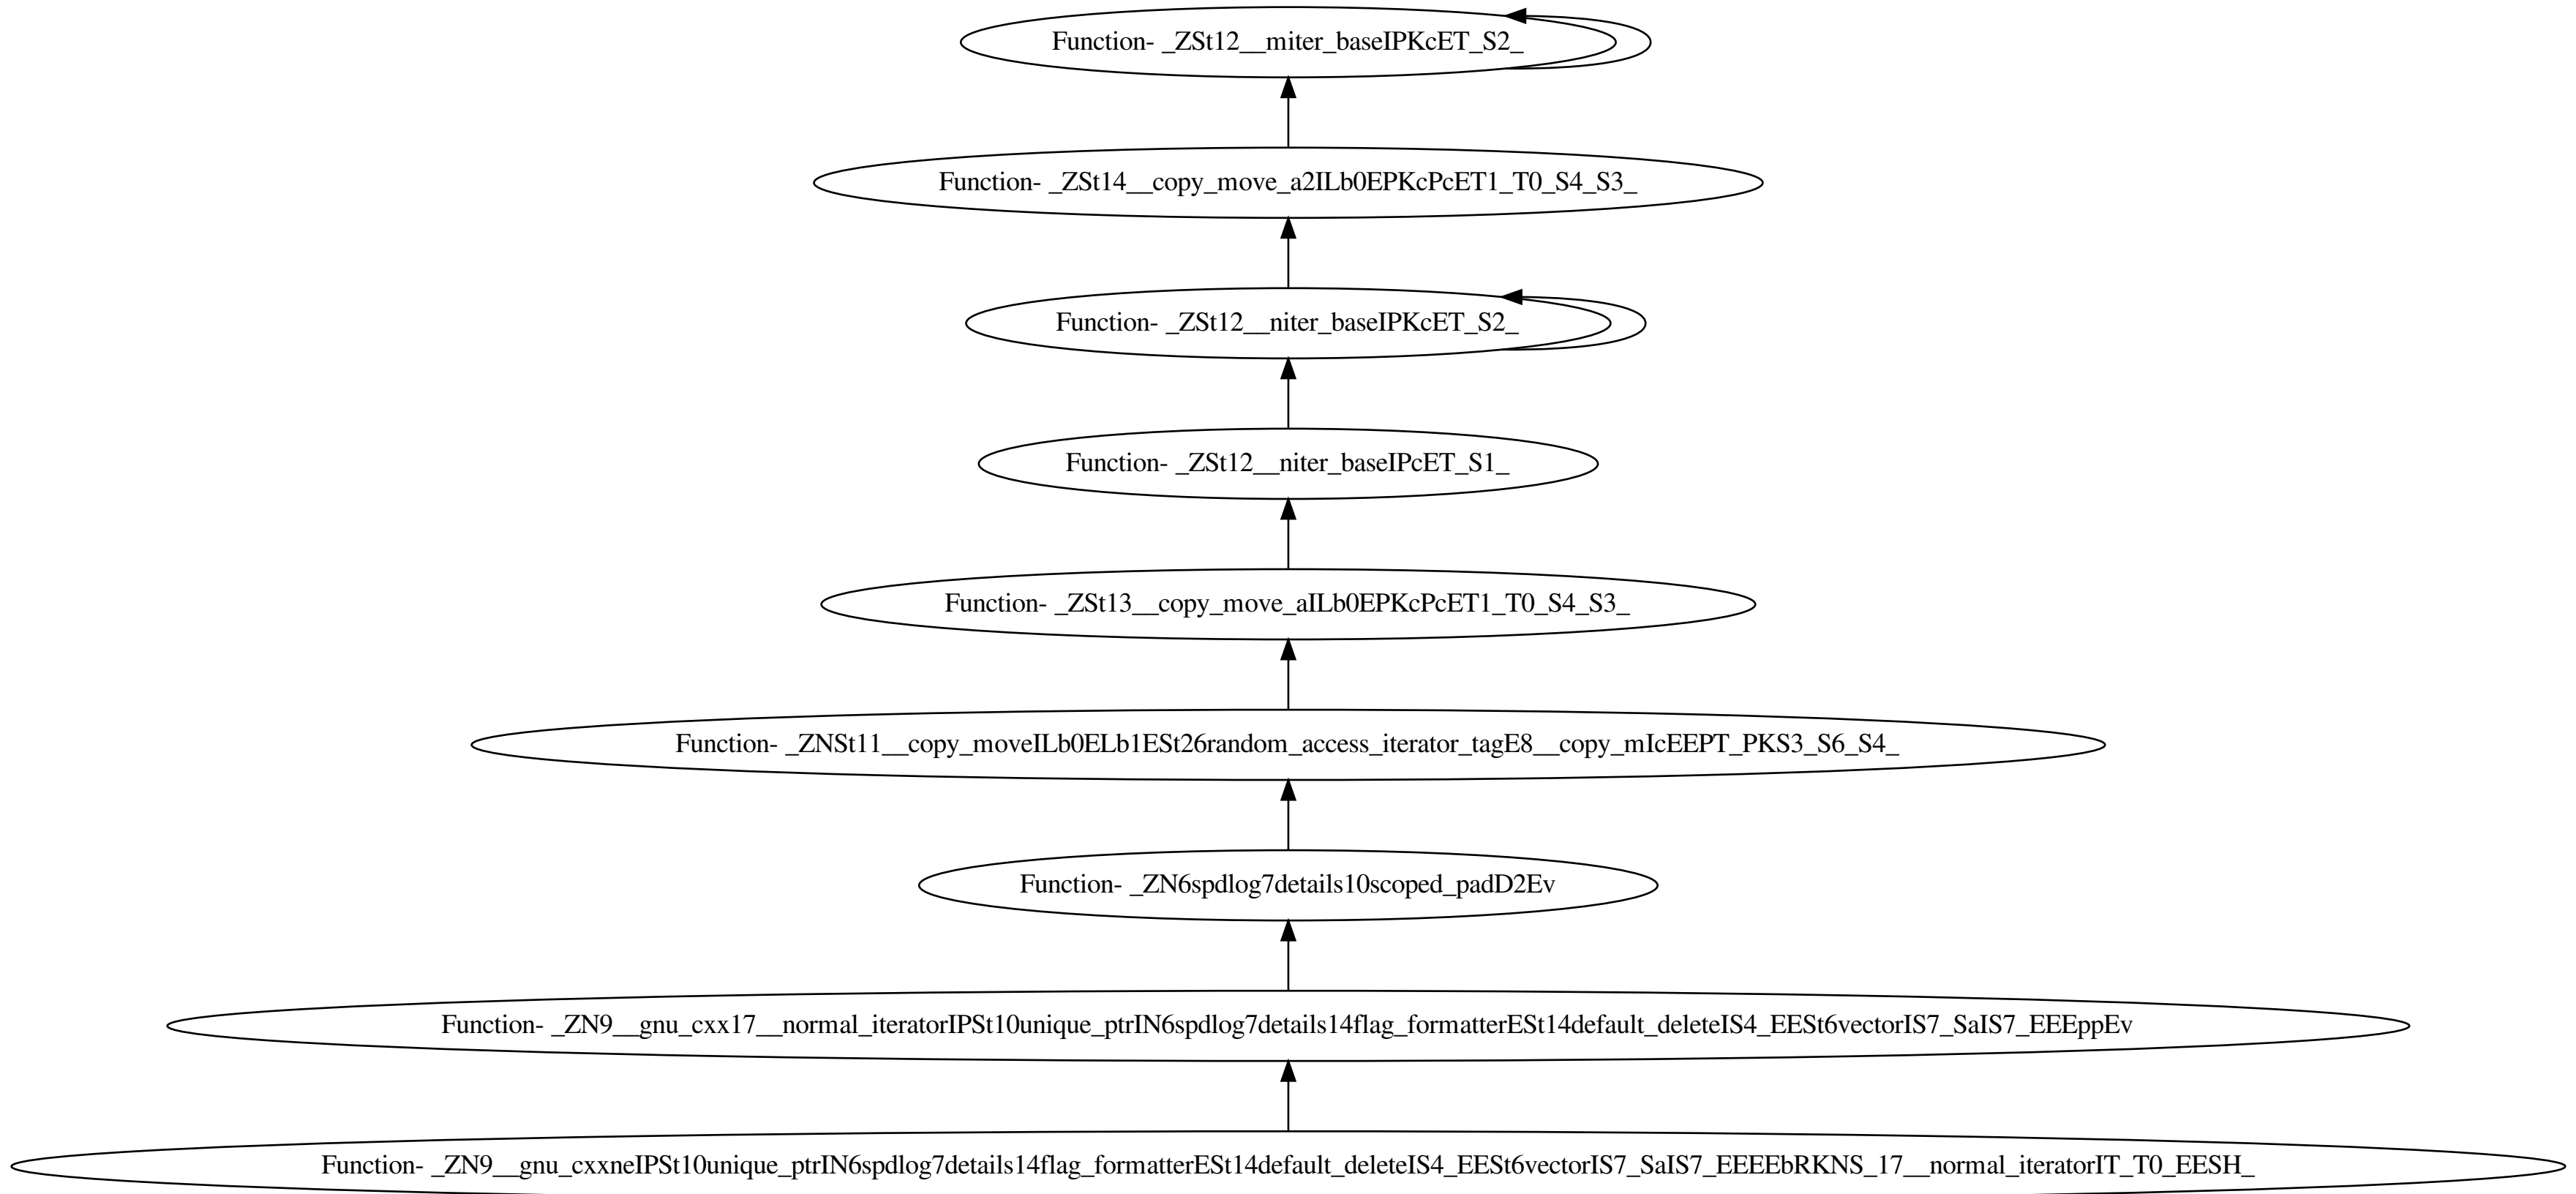 Function- _ZSt12__miter_baseIPKcET_S2_
Function- _ZSt14__copy_move_a2ILb0EPKcPcET1_T0_S4_S3_
Function- _ZSt12__niter_baseIPKcET_S2_
Function- _ZSt12__niter_baseIPcET_S1_
Function- _ZSt13__copy_move_aILb0EPKcPcET1_T0_S4_S3_
Function- _ZNSt11__copy_moveILb0ELb1ESt26random_access_iterator_tagE8__copy_mIcEEPT_PKS3_S6_S4_
Function- _ZN6spdlog7details10scoped_padD2Ev
Function- _ZN9__gnu_cxx17__normal_iteratorIPSt10unique_ptrIN6spdlog7details14flag_formatterESt14default_deleteIS4_EESt6vectorIS7_SaIS7_EEEppEv
Function- _ZN9__gnu_cxxneIPSt10unique_ptrIN6spdlog7details14flag_formatterESt14default_deleteIS4_EESt6vectorIS7_SaIS7_EEEEbRKNS_17__normal_iteratorIT_T0_EESH_